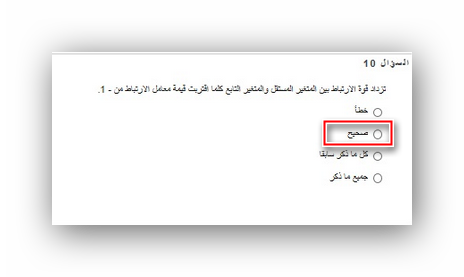 السؤال 10
تزداد قوة الارتباط بين المتغير المستقل والمتغير التابع كلما اقتربت قيمة معامل الارتباط من - 1.
خطأ
صحيح
كل ما ذكر سابقا
جميع ما ذكر